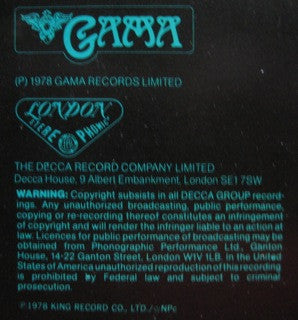 GAMA
(P) 1978 GAMA RECORDS LIMITED
LONDON
STEREO PHONIC
THE DECCA RECORD COMPANY LIMITED
Decca House, 9 Albert Embankment, London SE1 7SW
WARNING: Copyright subsists in all DECCA GROUP record-
ings. Any unauthorized broadcasting, public performance,
copying or re-recording thereof constitutes an infringement
of copyright and will render the infringer liable to an action at
law. Licences for public performance of broadcasting may be
obtained from Phonographic Performance Ltd., Ganton
House, 14-22 Ganton Street, London W1V 1LB. in the United
States of America unauthorized reproduction of this recording
is prohibited by Federal law and subject to criminal
prosecution.
℗1978 KING RECORD CO., LTD./